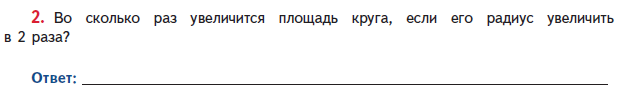 2. Во сколько раз увеличится площадь круга, если его радиус увеличить
в 2 раза?
Ответ: